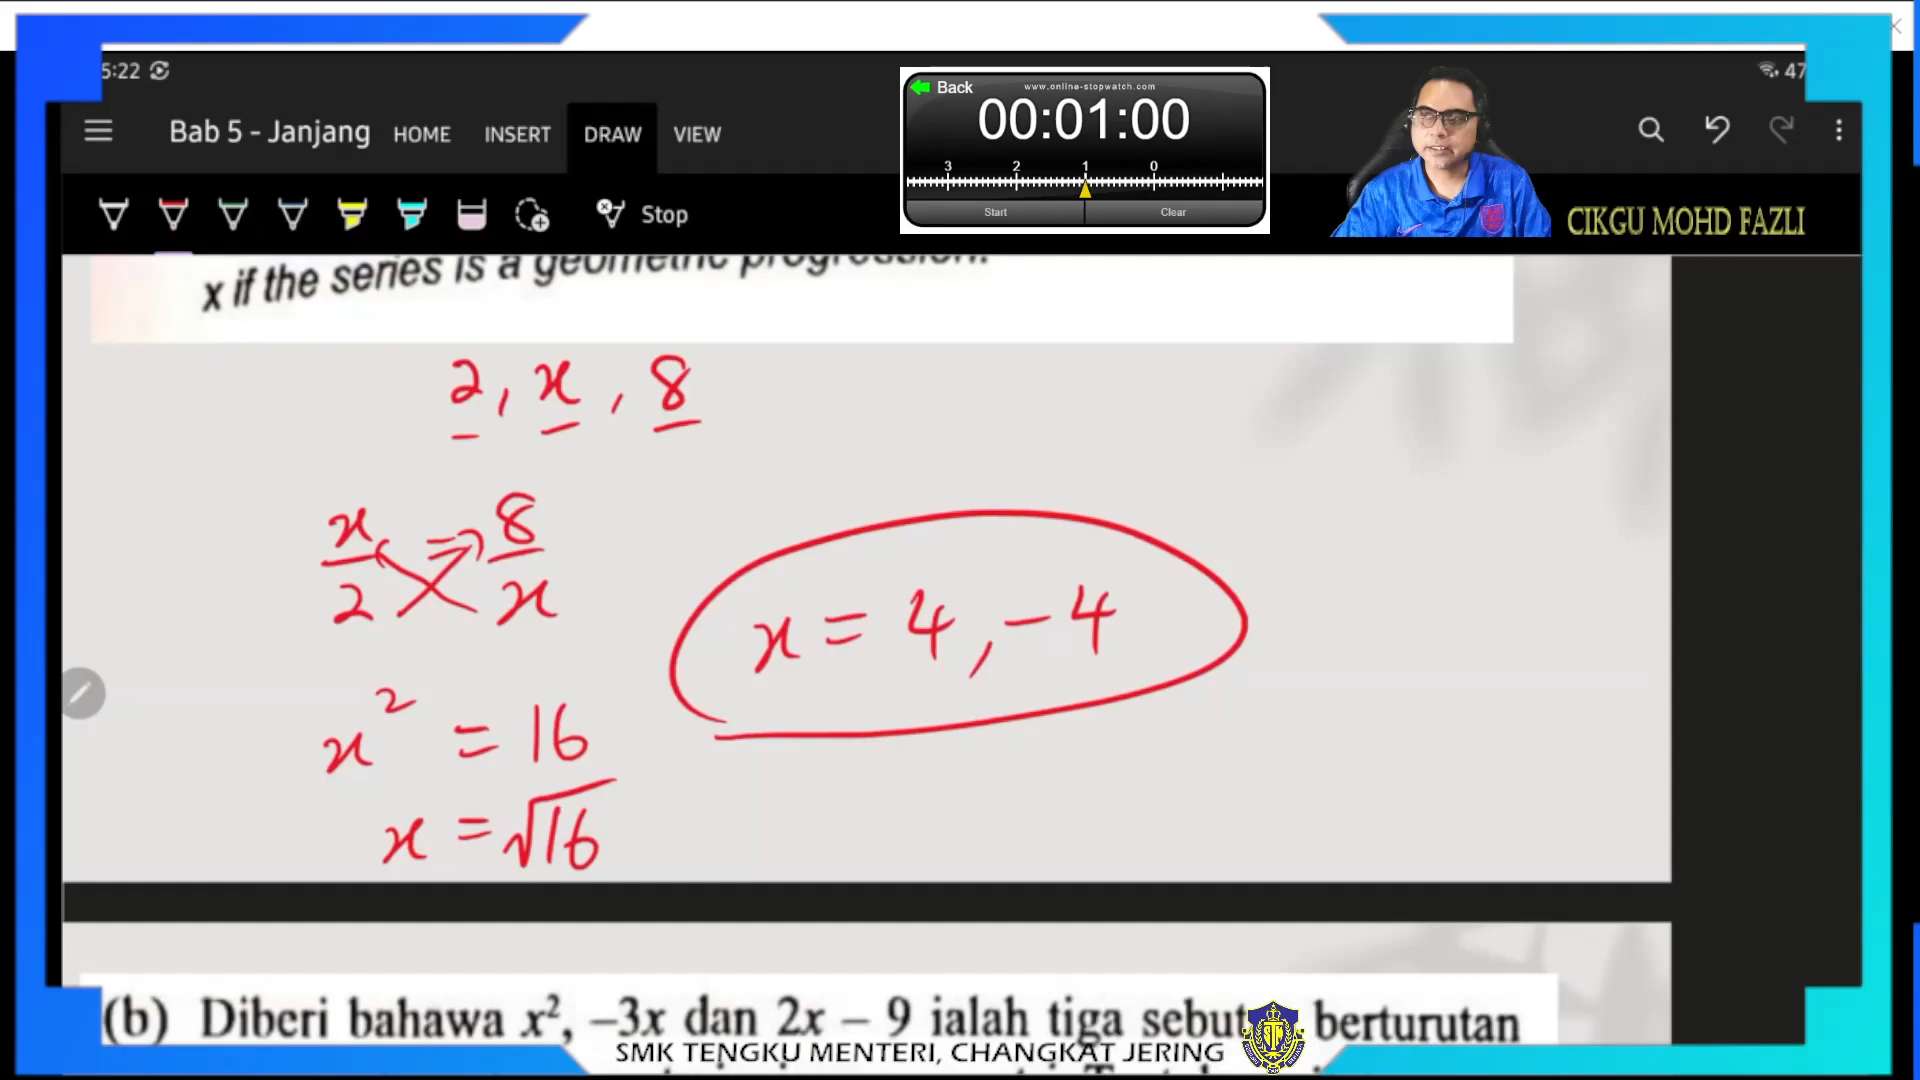 5:22
47
Back
www.online-stopwatch.com
00:01:00
3 2 1 0
Start
Clear
Bab 5 - Janjang
HOME
INSERT
DRAW
VIEW
Stop
CIKGU MOHD FAZLI
x if the series is a geometric progression.
2, x, 8
x/2 = 8/x
x = 4, -4
x² = 16
x = √16
(b) Diberi bahawa x², –3x dan 2x – 9 ialah tiga berturutan
SMK TENGKU MENTERI, CHANGKAT JERING